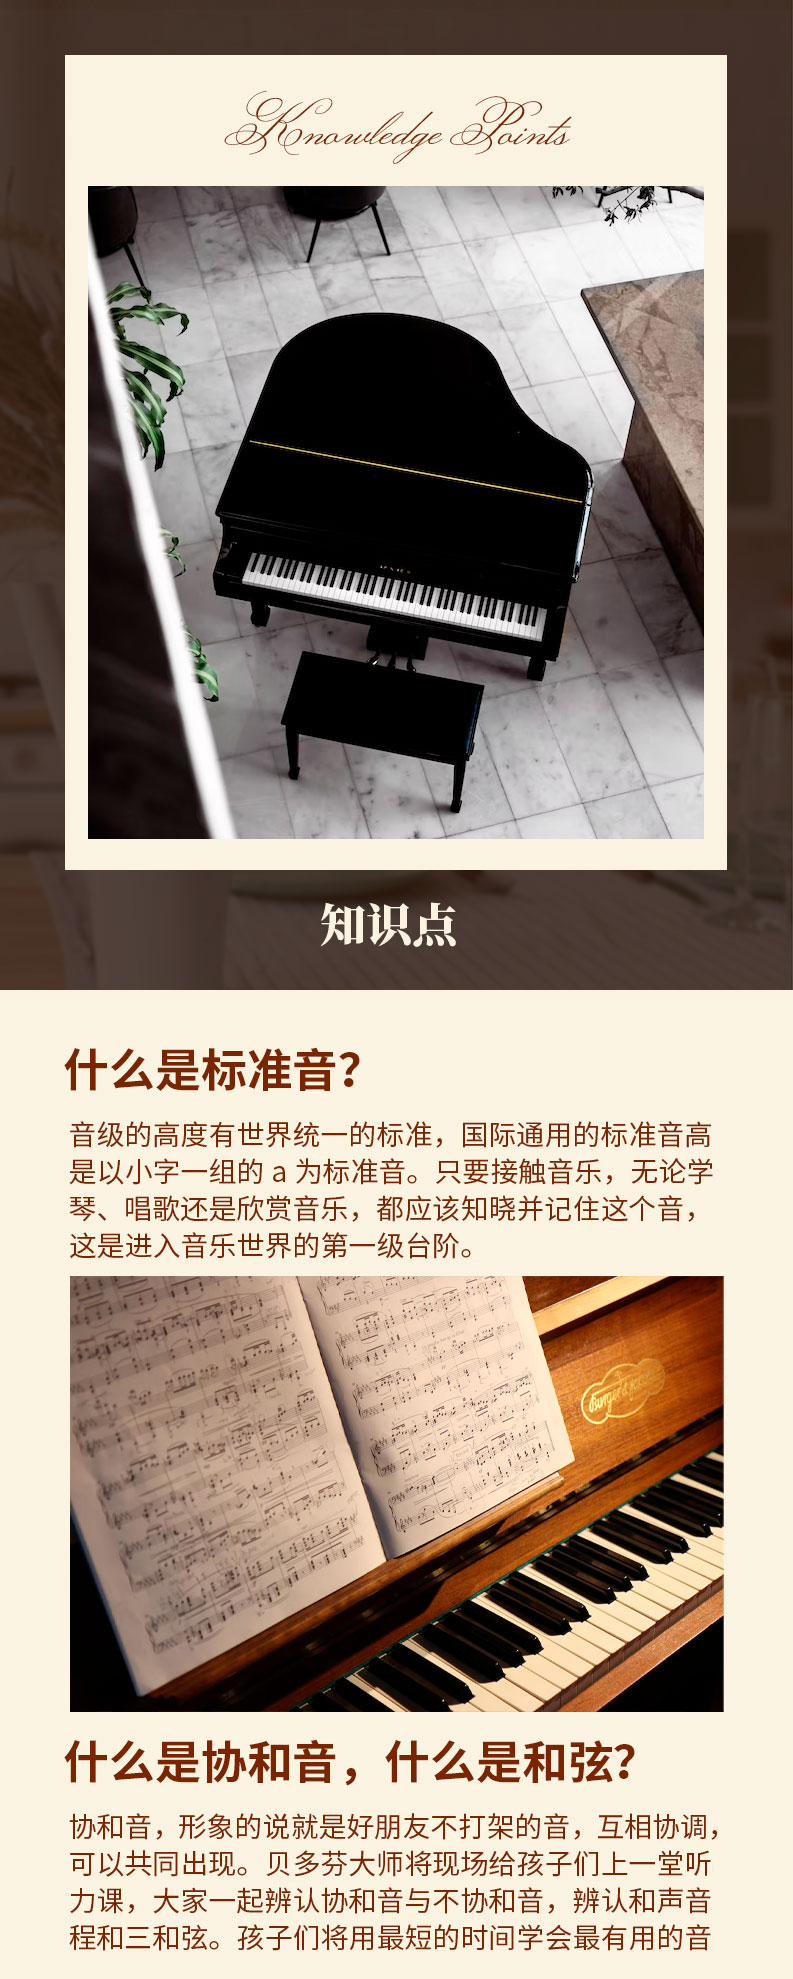 Knowledge Points
知识点
什么是标准音？
音级的高度有世界统一的标准，国际通用的标准音高
是以小字一组的 a 为标准音。只要接触音乐，无论学
琴、唱歌还是欣赏音乐，都应该知晓并记住这个音，
这是进入音乐世界的第一级台阶。
什么是协和音，什么是和弦？
协和音，形象的说就是好朋友不打架的音，互相协调，
可以共同出现。贝多芬大师将现场给孩子们上一堂听
力课，大家一起辨认协和音与不协和音，辨认和声音
程和三和弦。孩子们将用最短的时间学会最有用的音